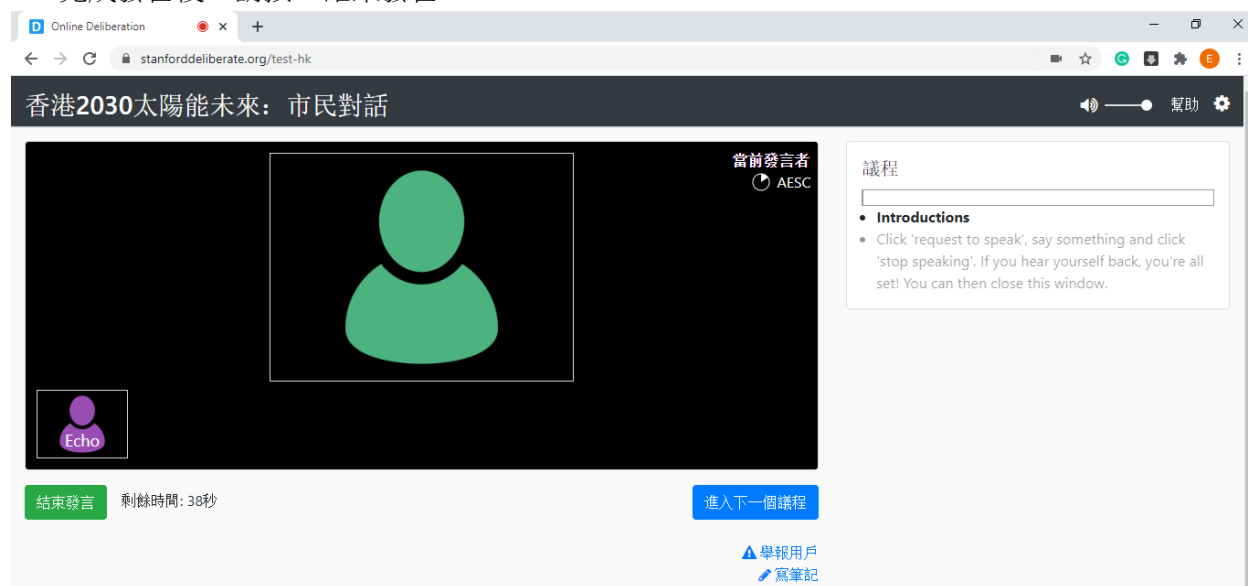 Online Deliberation
stanforddeliberate.org/test-hk
E
香港2030太陽能未來：市民對話
幫助
當前發言者
AESC
Echo
結束發言
剩餘時間: 38秒
進入下一個議程
舉報用戶
寫筆記
議程
Introductions
Click 'request to speak', say something and click
'stop speaking'. If you hear yourself back, you're all
set! You can then close this window.